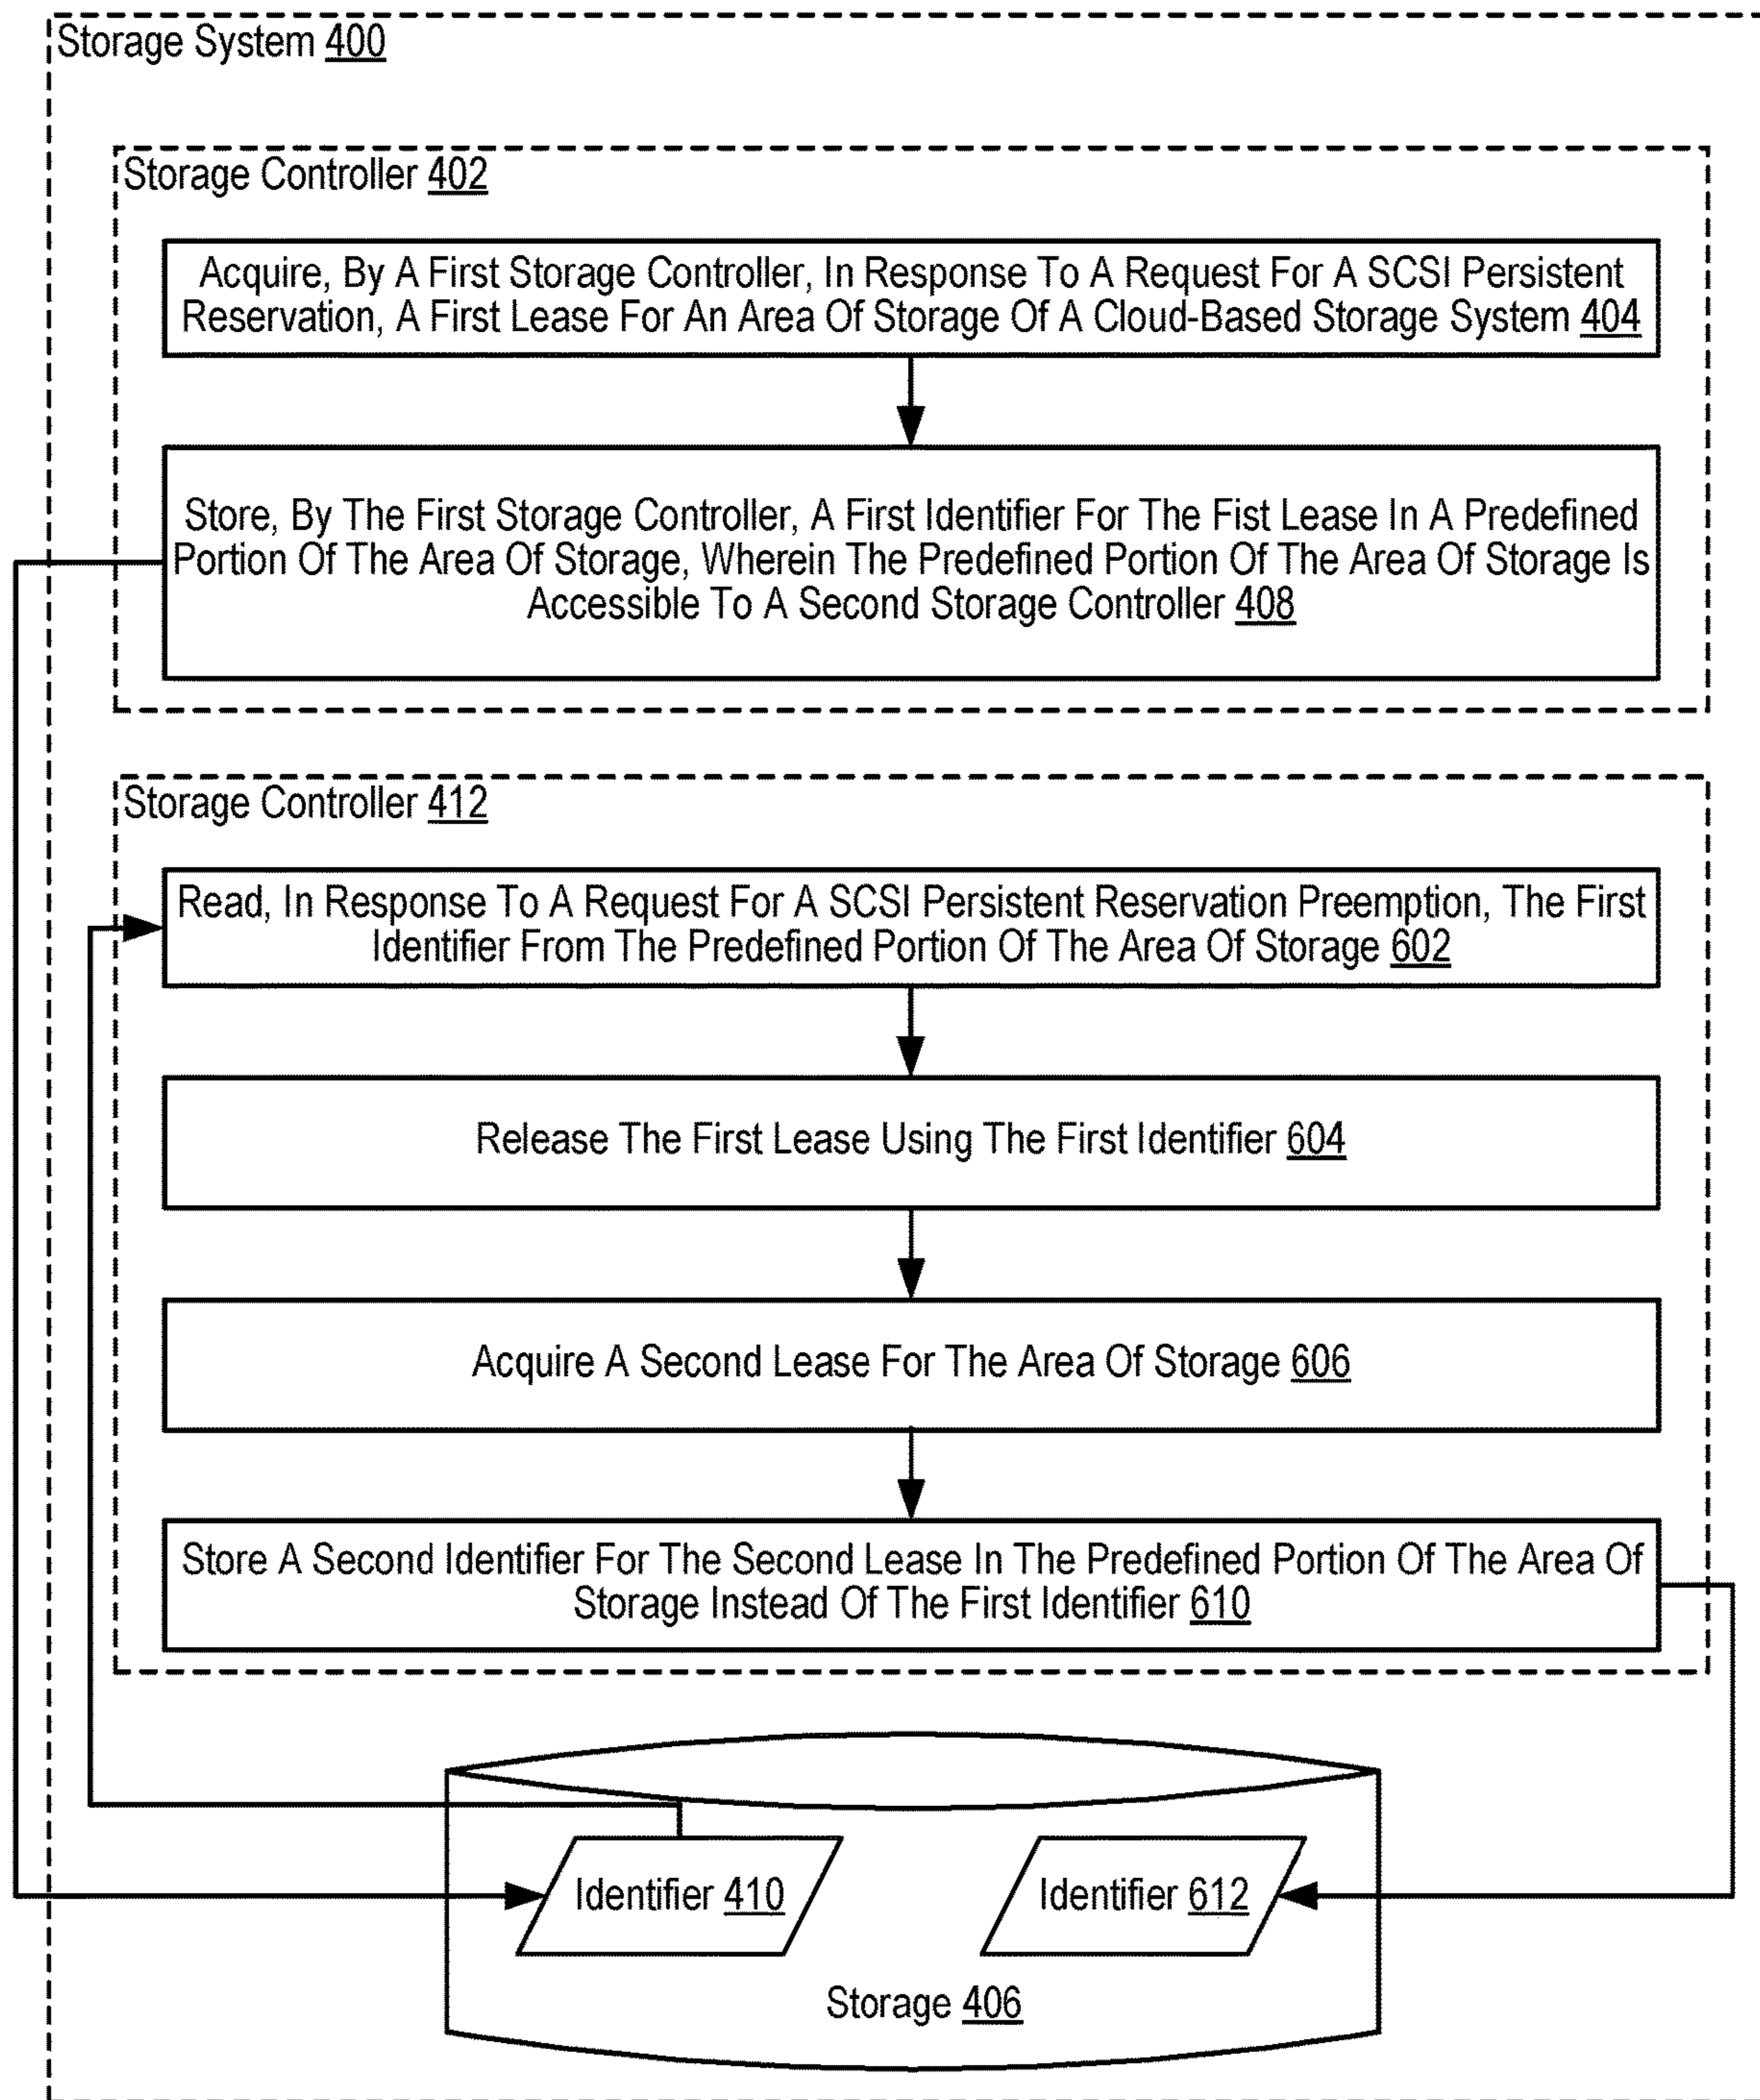 Storage System 400
Storage Controller 402
Acquire, By A First Storage Controller, In Response To A Request For A SCSI Persistent
Reservation, A First Lease For An Area Of Storage Of A Cloud-Based Storage System 404
Store, By The First Storage Controller, A First Identifier For The Fist Lease In A Predefined
Portion Of The Area Of Storage, Wherein The Predefined Portion Of The Area Of Storage Is
Accessible To A Second Storage Controller 408
Storage Controller 412
Read, In Response To A Request For A SCSI Persistent Reservation Preemption, The First
Identifier From The Predefined Portion Of The Area Of Storage 602
Release The First Lease Using The First Identifier 604
Acquire A Second Lease For The Area Of Storage 606
Store A Second Identifier For The Second Lease In The Predefined Portion Of The Area Of
Storage Instead Of The First Identifier 610
Identifier 410
Identifier 612
Storage 406